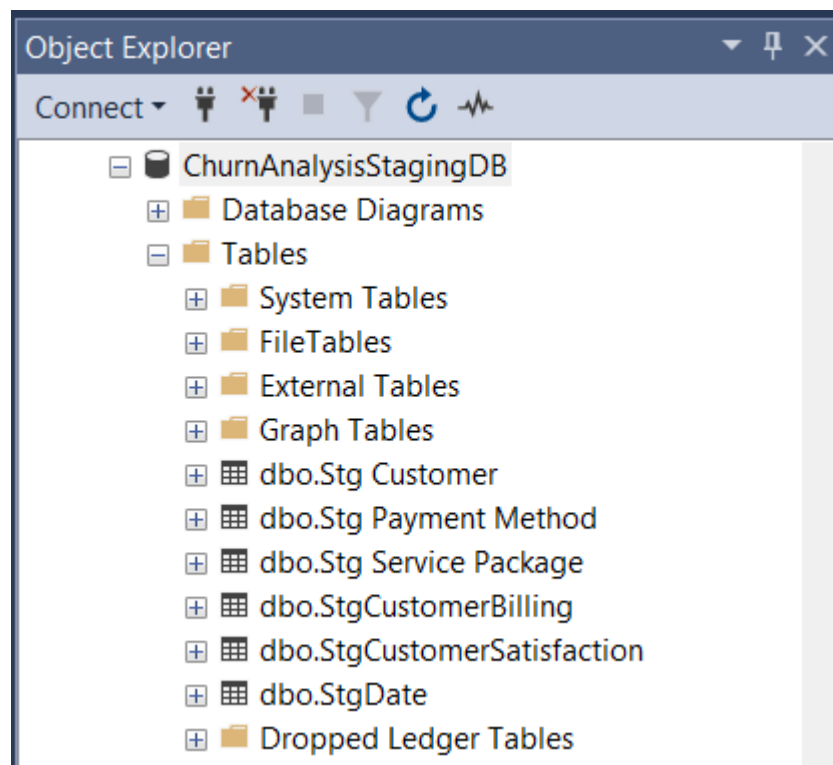 Object Explorer
Connect
ChurnAnalysisStagingDB
Database Diagrams
Tables
System Tables
FileTables
External Tables
Graph Tables
dbo.Stg Customer
dbo.Stg Payment Method
dbo.Stg Service Package
dbo.StgCustomerBilling
dbo.StgCustomerSatisfaction
dbo.StgDate
Dropped Ledger Tables